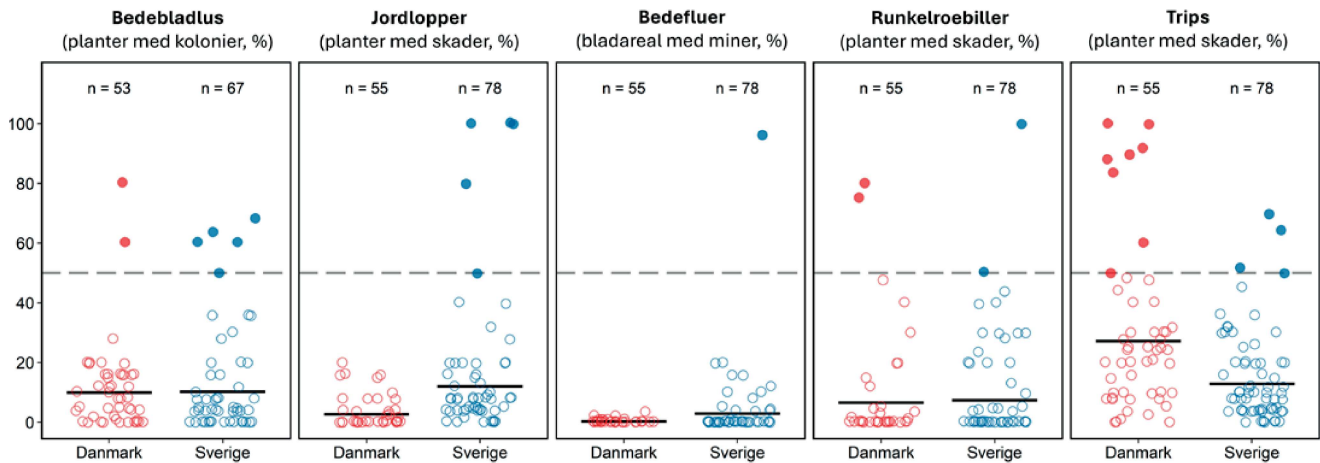 Bedebladlus
(planter med kolonier, %)
Jordlopper
(planter med skader, %)
Bedefluer
(bladareal med miner, %)
Runkelroebiller
(planter med skader, %)
Trips
(planter med skader, %)
n = 53 n = 67 n = 55 n = 78 n = 55 n = 78 n = 55 n = 78 n = 55 n = 78
100
80
60
40
20
0
Danmark Sverige Danmark Sverige Danmark Sverige Danmark Sverige Danmark Sverige